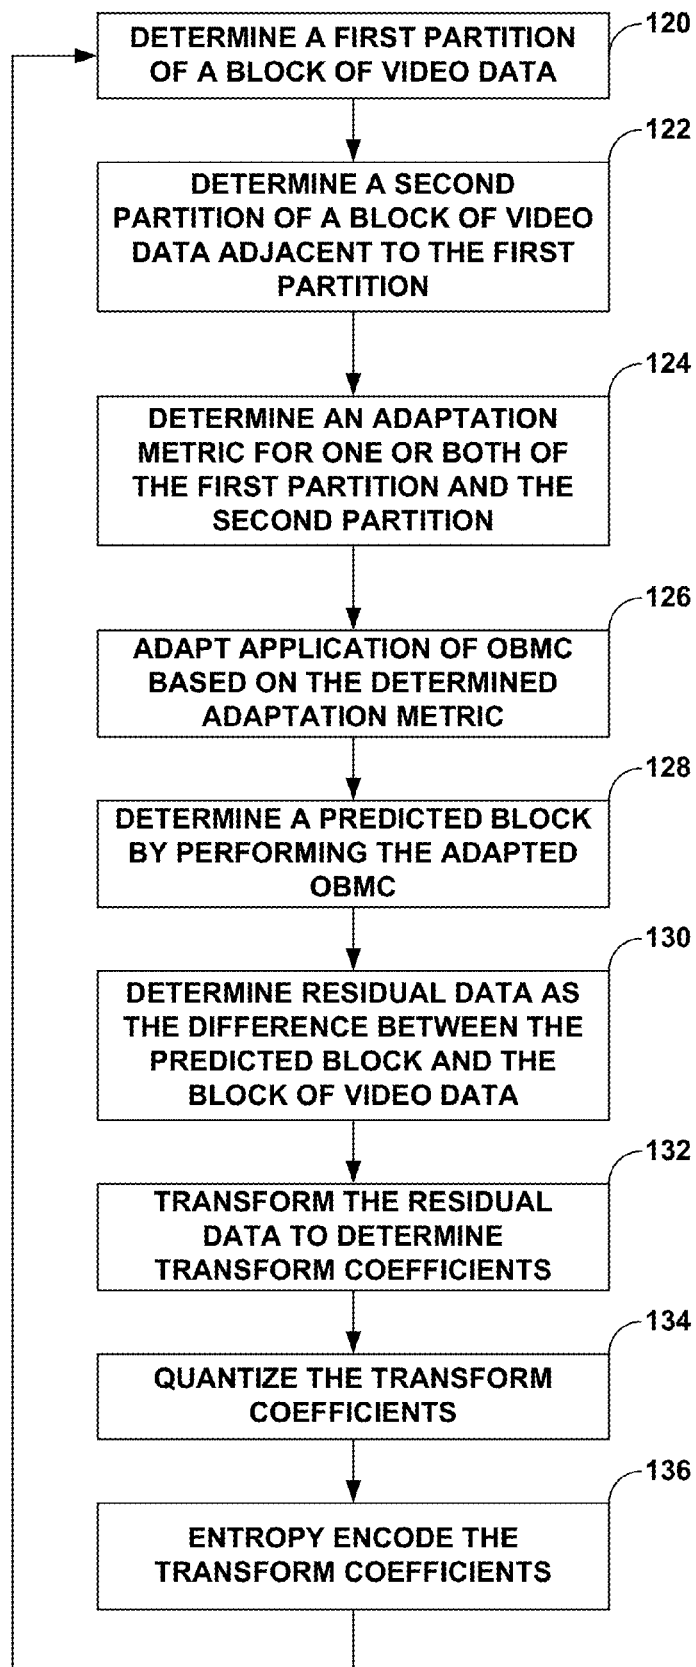 120
DETERMINE A FIRST PARTITION
OF A BLOCK OF VIDEO DATA
122
DETERMINE A SECOND
PARTITION OF A BLOCK OF VIDEO
DATA ADJACENT TO THE FIRST
PARTITION
124
DETERMINE AN ADAPTATION
METRIC FOR ONE OR BOTH OF
THE FIRST PARTITION AND THE
SECOND PARTITION
126
ADAPT APPLICATION OF OBMC
BASED ON THE DETERMINED
ADAPTATION METRIC
128
DETERMINE A PREDICTED BLOCK
BY PERFORMING THE ADAPTED
OBMC
130
DETERMINE RESIDUAL DATA AS
THE DIFFERENCE BETWEEN THE
PREDICTED BLOCK AND THE
BLOCK OF VIDEO DATA
132
TRANSFORM THE RESIDUAL
DATA TO DETERMINE
TRANSFORM COEFFICIENTS
134
QUANTIZE THE TRANSFORM
COEFFICIENTS
136
ENTROPY ENCODE THE
TRANSFORM COEFFICIENTS